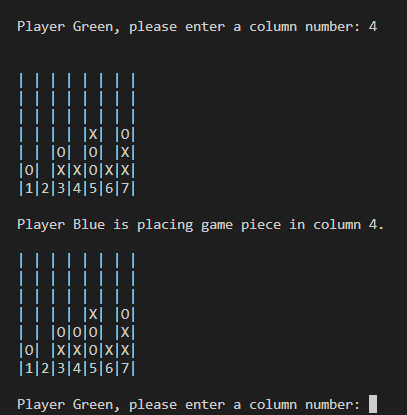 Player Green, please enter a column number: 4
| | | | | | | |
| | | | | | | |
| | | | | | | |
| | | | |X| |O|
| | |O| |O| |X|
|O| |X|X|O|X|X|
|1|2|3|4|5|6|7|
Player Blue is placing game piece in column 4.
| | | | | | | |
| | | | | | | |
| | | | | | | |
| | | | |X| |O|
| | |O|O|O| |X|
|O| |X|X|O|X|X|
|1|2|3|4|5|6|7|
Player Green, please enter a column number: